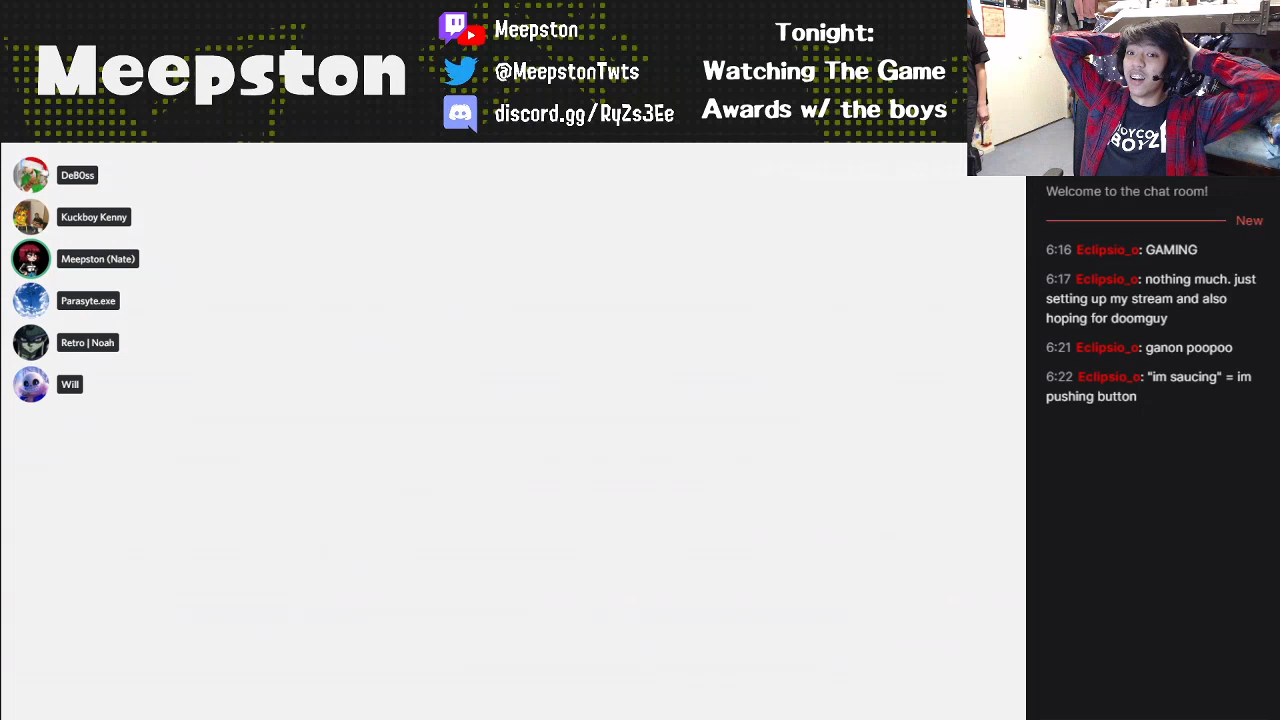 Meepston
Meepston
@MeepstonTwts
discord.gg/RyZs3Ee
Tonight:
Watching The Game
Awards w/ the boys
BOYZ
DeB0ss
Kuckboy Kenny
Meepston (Nate)
Parasyte.exe
Retro | Noah
Will
Welcome to the chat room!
New
6:16 Eclipsio_o: GAMING
6:17 Eclipsio_o: nothing much. just
setting up my stream and also
hoping for doomguy
6:21 Eclipsio_o: ganon poopoo
6:22 Eclipsio_o: "im saucing" = im
pushing button